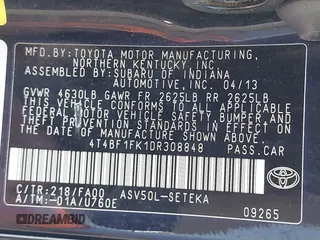 MFD. BY: TOYOTA MOTOR MANUFACTURING,
NORTHERN KENTUCKY, INC.
ASSEMBLED BY: SUBARU OF INDIANA
AUTOMOTIVE, INC. 04/13
GVWR 4630LB GAWR FR 2625LB RR 2625LB
THIS VEHICLE CONFORMS TO ALL APPLICABLE
FEDERAL MOTOR VEHICLE SAFETY, BUMPER, AND
THEFT PREVENTION STANDARDS IN EFFECT ON THE DATE OF
MANUFACTURE SHOWN ABOVE.
4T4BF1FK1DR308848 PASS.CAR
C/TR:218/FA00 ASV50L-SETEKA
A/TM:-01A/U760E
TOYOTA
09265
DREAMBID